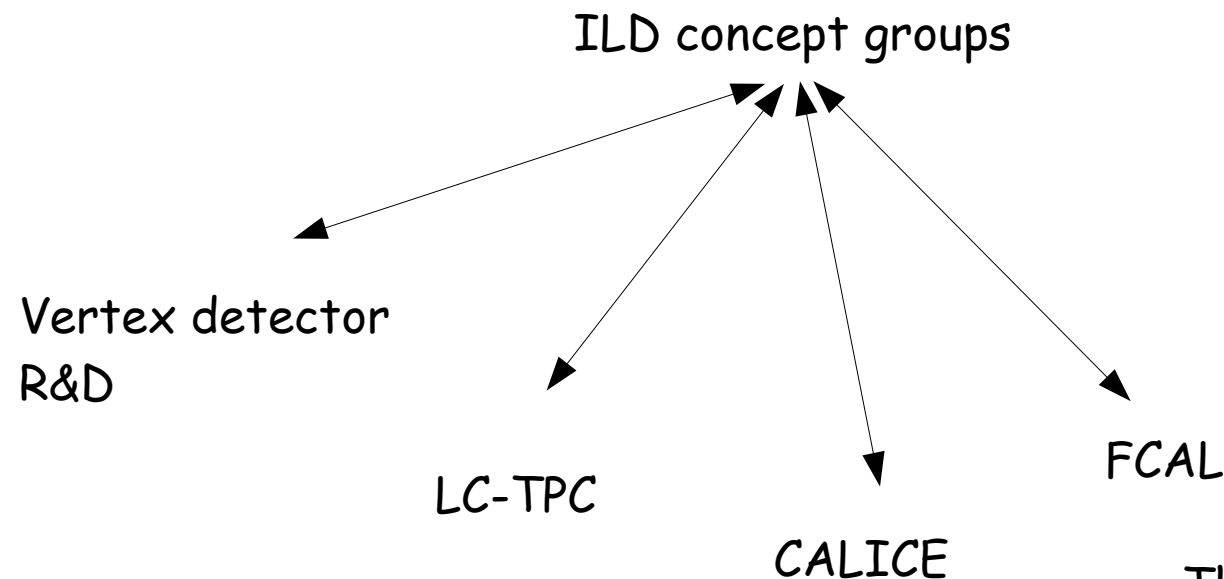 ILD concept groups
Vertex detector
R&D
FCAL
LC-TPC
CALICE